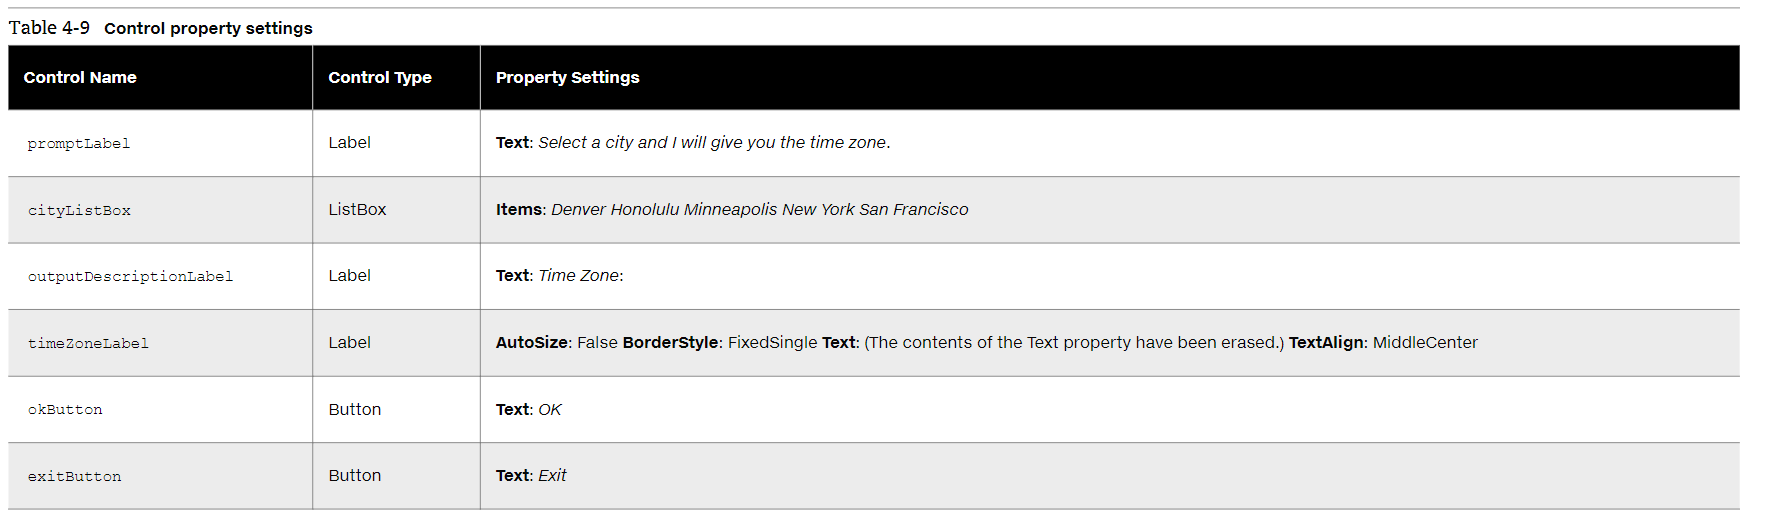 Table 4-9 Control property settings
Control Name Control Type Property Settings
promptLabel Label Text: Select a city and I will give you the time zone.
cityListBox ListBox Items: Denver Honolulu Minneapolis New York San Francisco
outputDescriptionLabel Label Text: Time Zone:
timeZoneLabel Label AutoSize: False BorderStyle: FixedSingle Text: (The contents of the Text property have been erased.) TextAlign: MiddleCenter
okButton Button Text: OK
exitButton Button Text: Exit